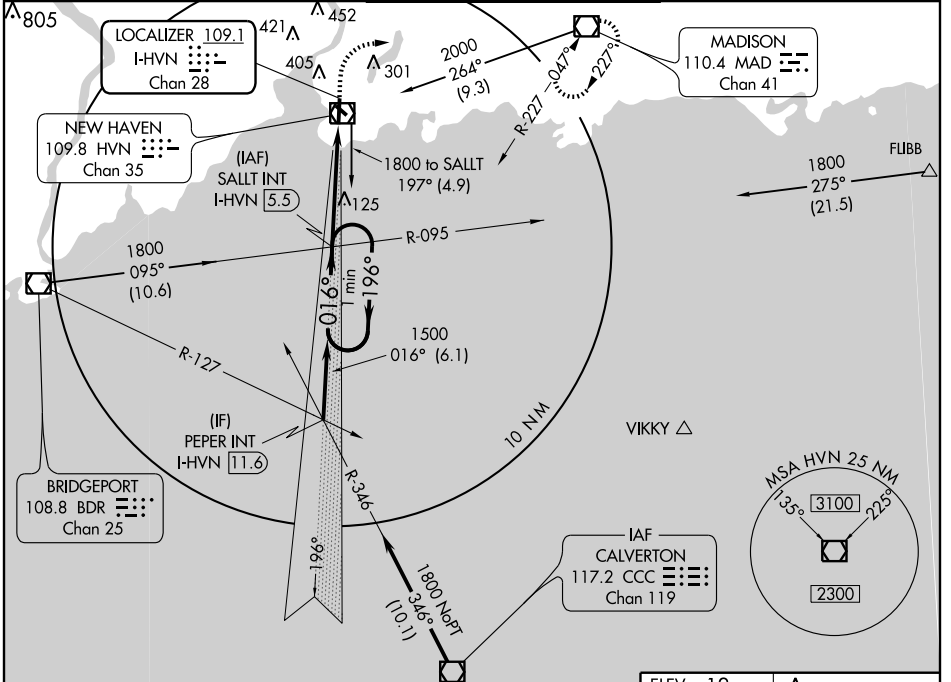 805
452
421
LOCALIZER 109.1
I-HVN
Chan 28
405
301
2000
264°
(9.3)
047°
227°
R-227
MADISON
110.4 MAD
Chan 41
NEW HAVEN
109.8 HVN
Chan 35
(IAF)
SALLT INT
I-HVN 5.5
1800 to SALLT
197° (4.9)
125
FLIBB
1800
275°
(21.5)
R-095
1800
095°
(10.6)
016°
1 min
196°
1500
016° (6.1)
R-127
(IF)
PEPER INT
I-HVN 11.6
10 NM
VIKKY
BRIDGEPORT
108.8 BDR
Chan 25
R-346
196°
1800 NoPT
346°
(10.1)
IAF
CALVERTON
117.2 CCC
Chan 119
MSA HVN 25 NM
135°
3100
225°
2300
ELEV 12